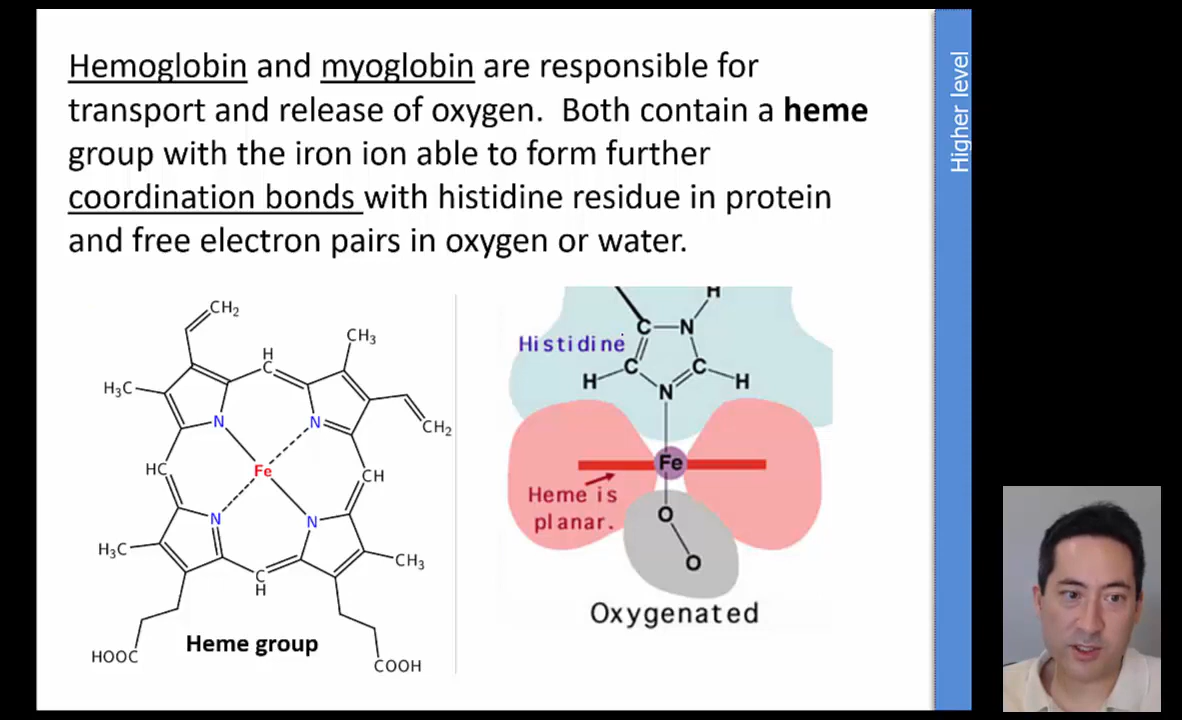 Hemoglobin and myoglobin are responsible for
transport and release of oxygen.  Both contain a heme
group with the iron ion able to form further
coordination bonds with histidine residue in protein
and free electron pairs in oxygen or water.
Higher level
CH₂
CH₃
H
C
H₃C
N
N
CH₂
HC
Fe
CH
N
N
H₃C
CH₃
C
H
Heme group
HOOC
COOH
H
C
N
Histidine
C
C
H
H
N
Fe
Heme is
planar.
O
O
Oxygenated